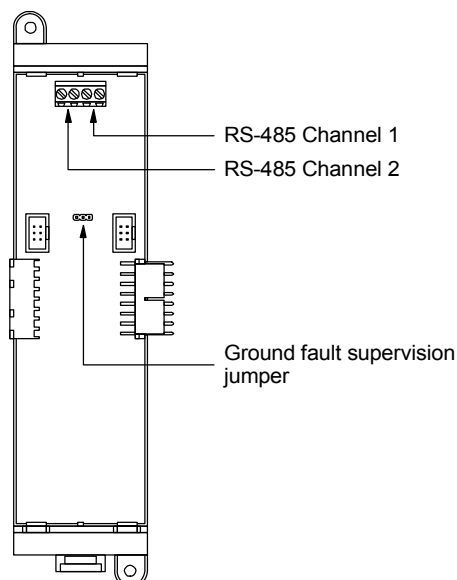 RS-485 Channel 1
RS-485 Channel 2
Ground fault supervision
jumper